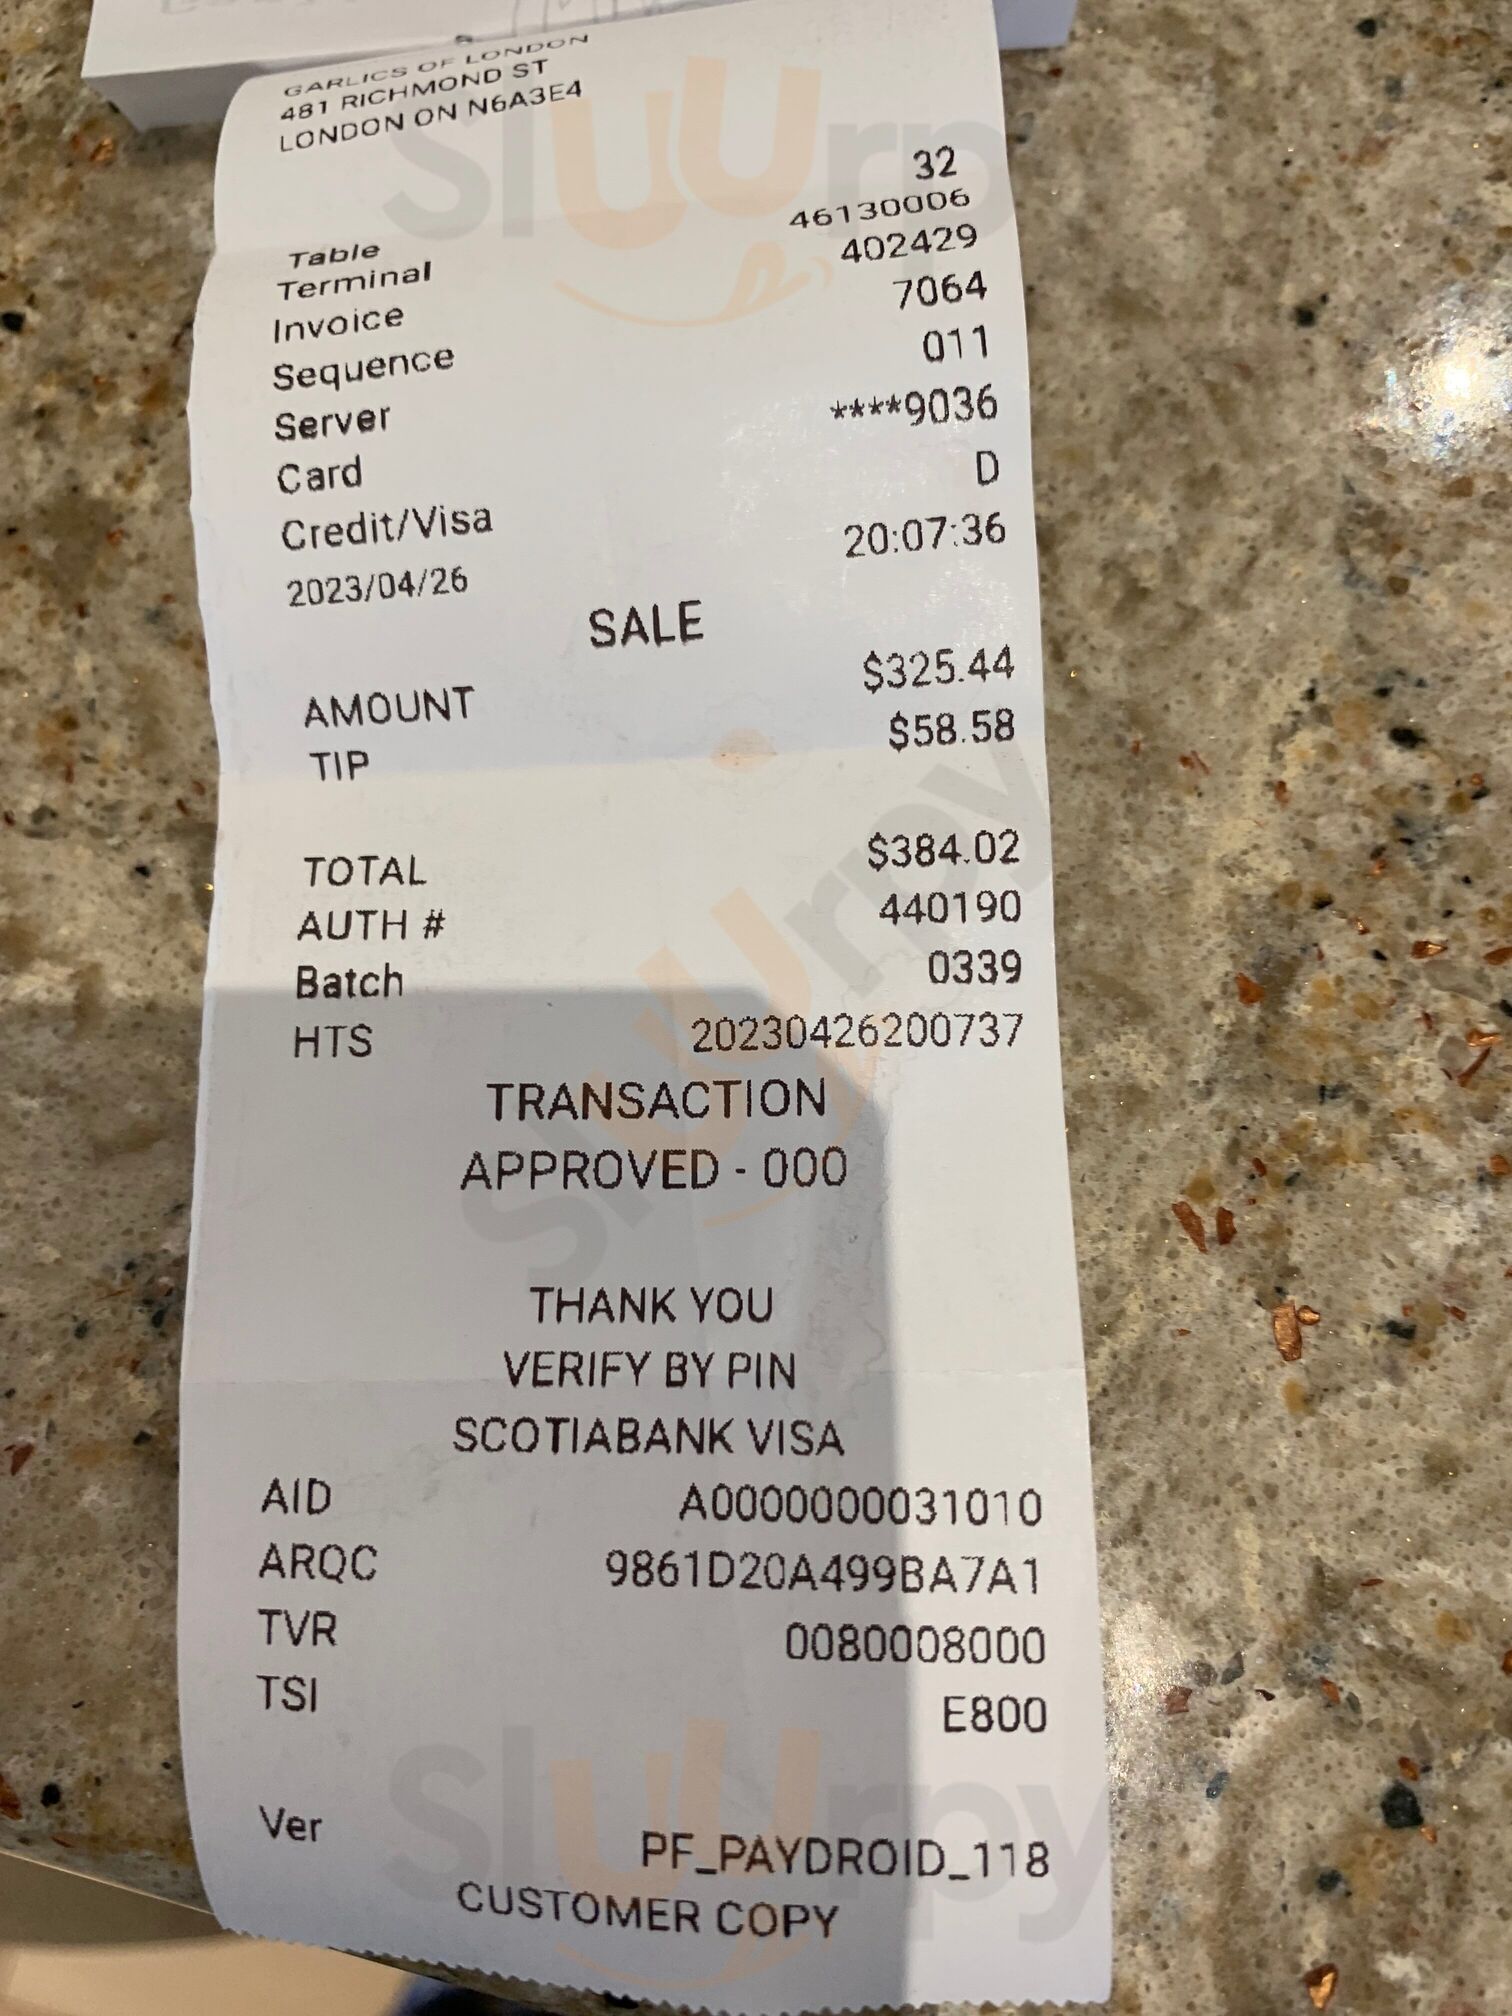 GARLICS OF LONDON
481 RICHMOND ST
LONDON ON N6A3E4
Table 32
Terminal 46130006
Invoice 402429
Sequence 7064
Server 011
Card ****9036
Credit/Visa D
2023/04/26 20:07:36
SALE
AMOUNT $325.44
TIP $58.58
TOTAL $384.02
AUTH # 440190
Batch 0339
HTS 20230426200737
TRANSACTION
APPROVED - 000
THANK YOU
VERIFY BY PIN
SCOTIABANK VISA
AID A0000000031010
ARQC 9861D20A499BA7A1
TVR 0080008000
TSI E800
Ver PF_PAYDROID_118
CUSTOMER COPY
sluurpy
sluurpy
sluurpy